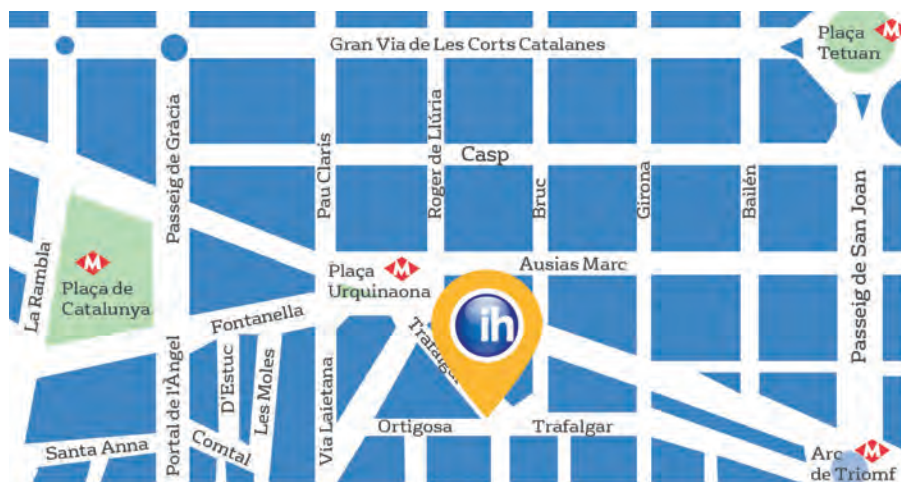 Gran Via de Les Corts Catalanes
Plaça
Tetuan
M
Passeig de Gràcia
Pau Claris
Roger de Llúria
Casp
Bruc
Girona
Bailén
Passeig de San Joan
La Rambla
M
Plaça de
Catalunya
Plaça
Urquinaona
M
Ausias Marc
Fontanella
ih
Trafalgar
Portal de l'Àngel
D'Estuc
Les Moles
Via Laietana
Ortigosa
Trafalgar
Santa Anna
Comtal
Arc
de Triomf
M